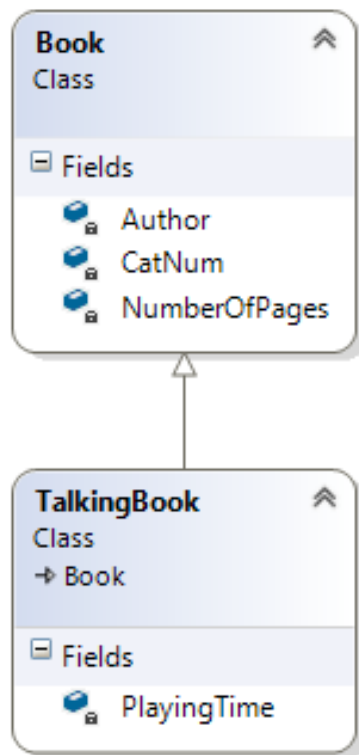 Book
Class
Fields
Author
CatNum
NumberOfPages
TalkingBook
Class
Book
Fields
PlayingTime